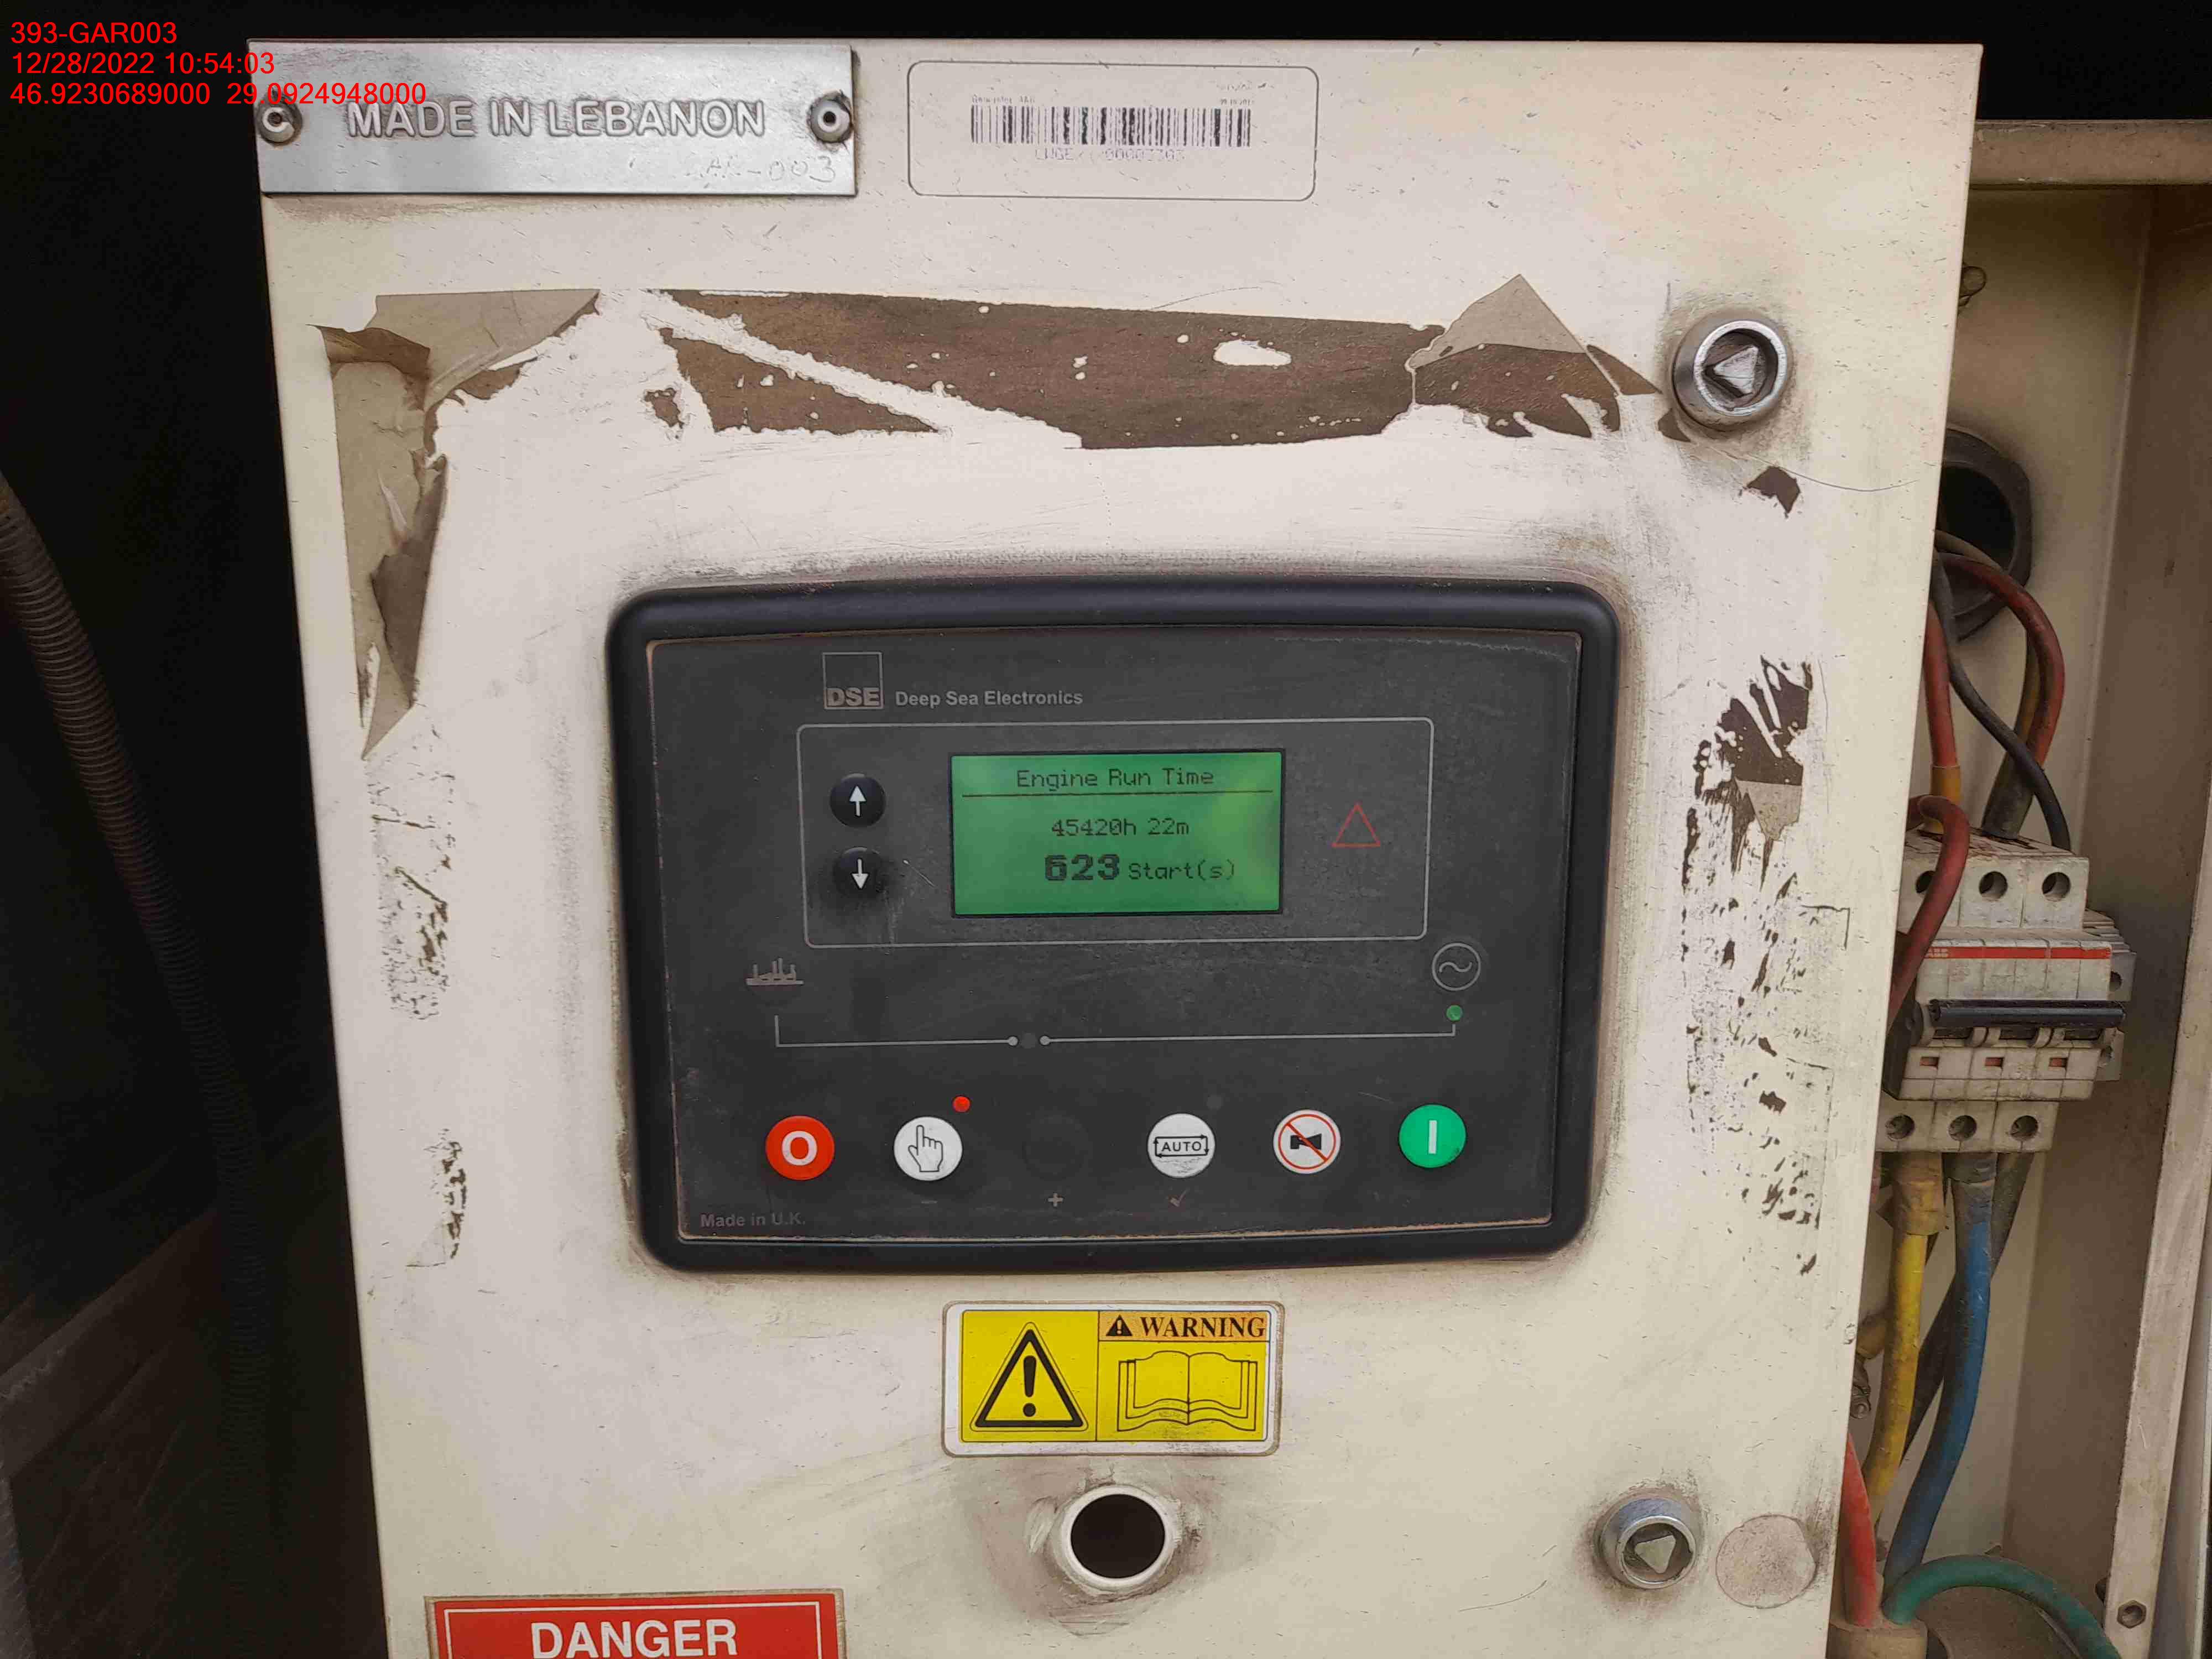 393-GAR003
12/28/2022 10:54:03
46.9230689000 29.0924948000
MADE IN LEBANON
DSE Deep Sea Electronics
Engine Run Time
45420h 22m
623 Start(s)
O
AUTO
I
- +
Made in U.K.
WARNING
DANGER